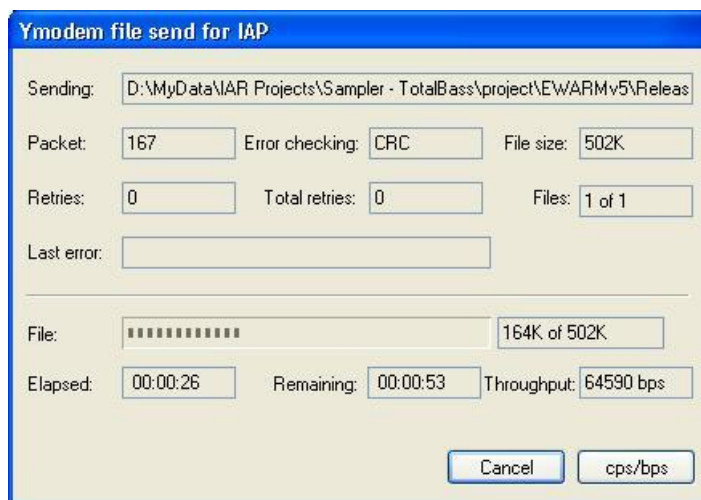 Ymodem file send for IAP
Sending: D:\MyData\IAR Projects\Sampler - TotalBass\project\EWARMv5\Releas
Packet: 167 Error checking: CRC File size: 502K
Retries: 0 Total retries: 0 Files: 1 of 1
Last error:
File: 164K of 502K
Elapsed: 00:00:26 Remaining: 00:00:53 Throughput: 64590 bps
Cancel cps/bps